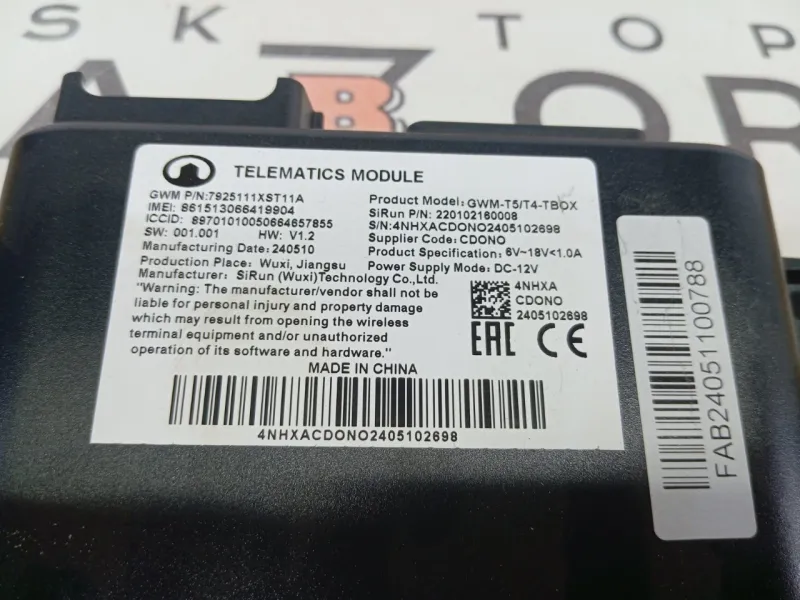 S K T O P
A B O R
TELEMATICS MODULE
GWM P/N:7925111XST11A
IMEI: 861513066419904
ICCID: 89701010050664657855
SW: 001.001 HW: V1.2
Manufacturing Date: 240510
Production Place: Wuxi, Jiangsu
Manufacturer: SiRun (Wuxi)Technology Co.,Ltd.
"Warning: The manufacturer/vendor shall not be
liable for personal injury and property damage
which may result from opening the wireless
terminal equipment and/or unauthorized
operation of its software and hardware."
Product Model: GWM-T5/T4-TBOX
SiRun P/N: 220102160008
S/N:4NHXACDONO2405102698
Supplier Code: CDONO
Product Specification: 6V~18V<1.0A
Power Supply Mode: DC-12V
4NHXA
CDONO
2405102698
EAC CE
MADE IN CHINA
4NHXACDONO2405102698
FAB24051100788